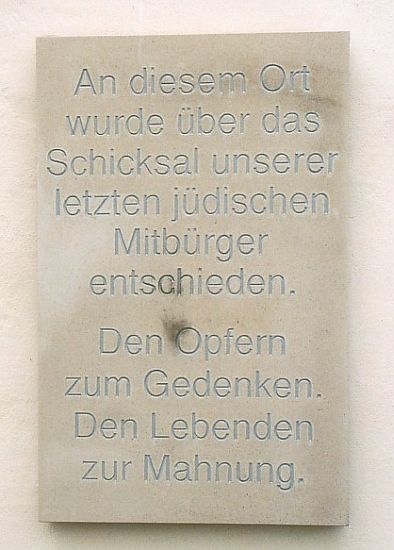 An diesem Ort
wurde über das
Schicksal unserer
letzten jüdischen
Mitbürger
entschieden.
Den Opfern
zum Gedenken.
Den Lebenden
zur Mahnung.